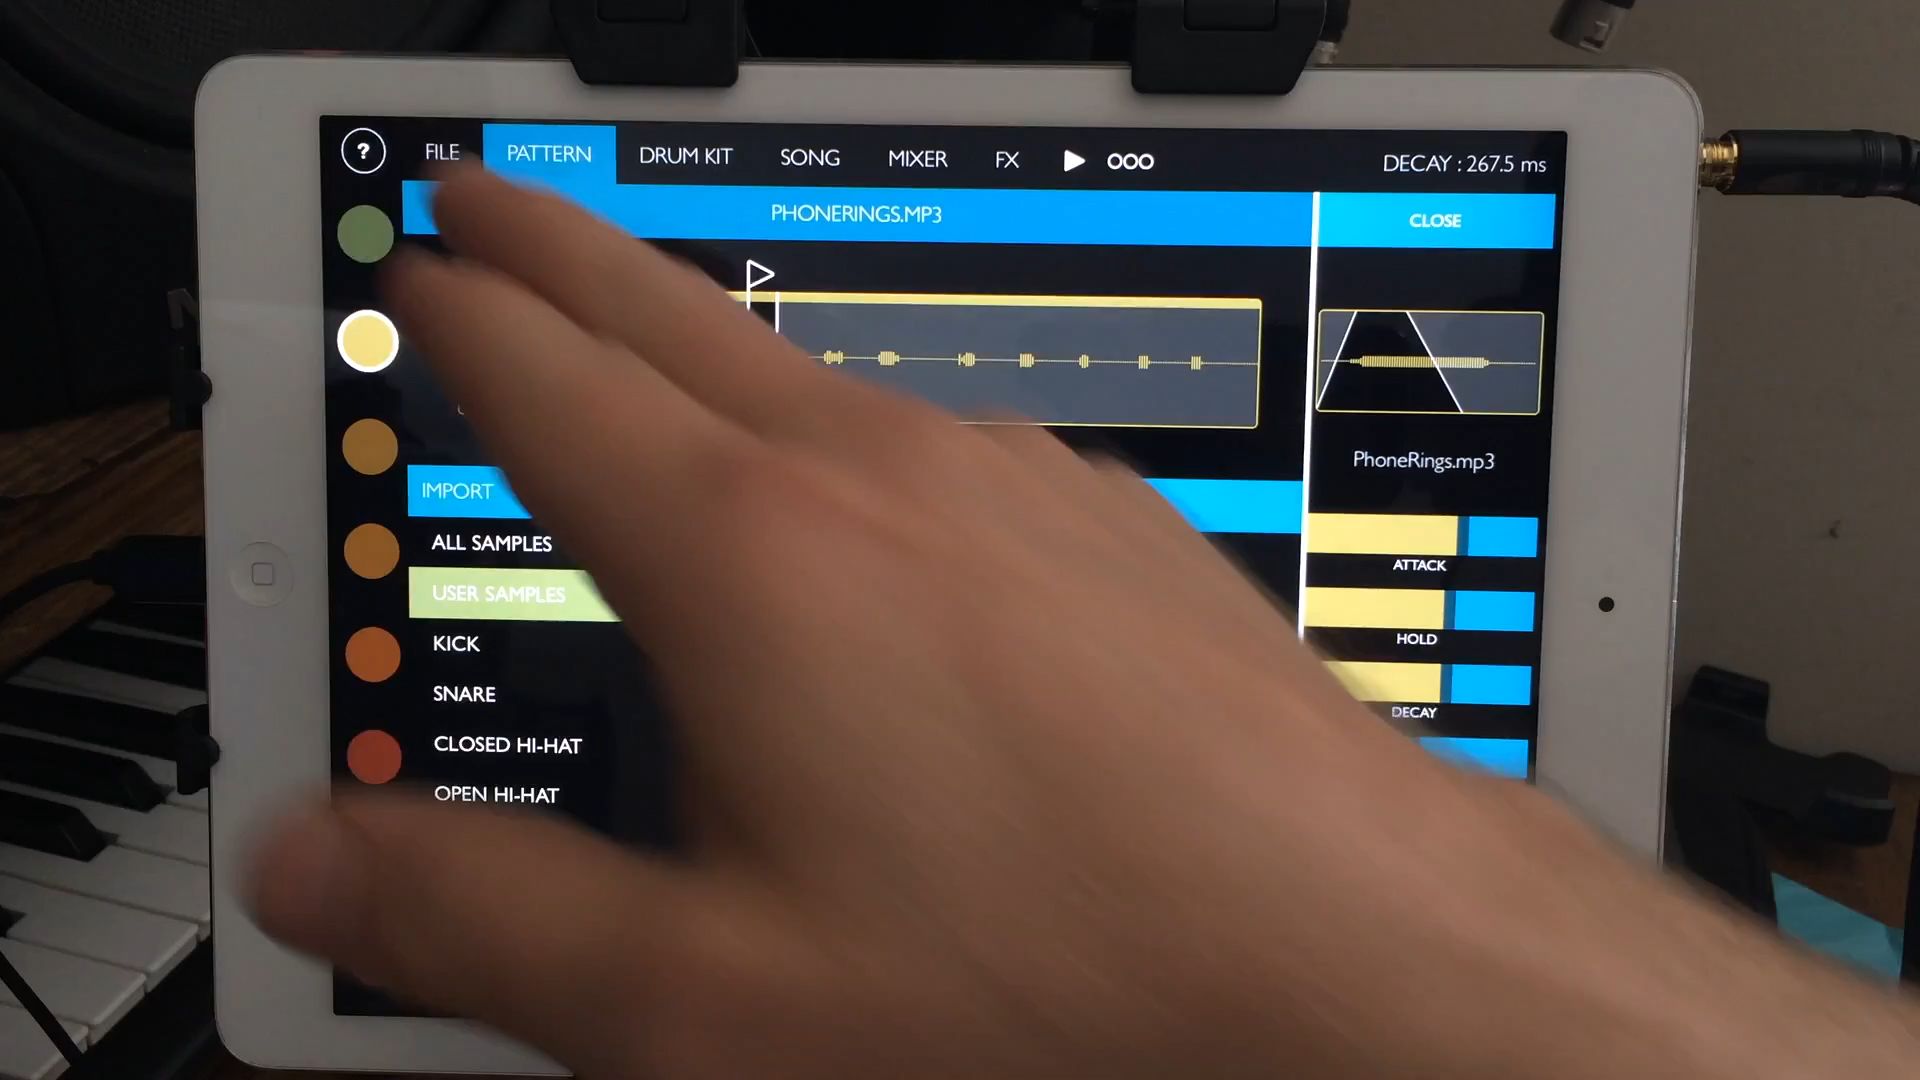 ? FILE PATTERN DRUM KIT SONG MIXER FX DECAY : 267.5 ms
PHONERINGS.MP3 CLOSE
PhoneRings.mp3
IMPORT
ALL SAMPLES
ATTACK
USER SAMPLES
HOLD
KICK
SNARE
DECAY
CLOSED HI-HAT
OPEN HI-HAT